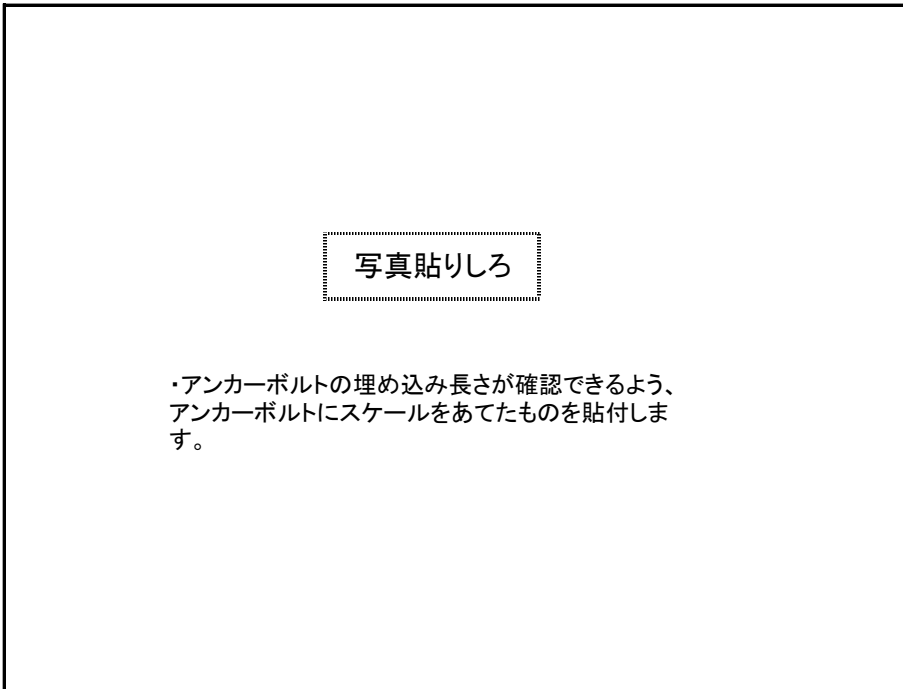 写真貼りしろ
・アンカーボルトの埋め込み長さが確認できるよう、
アンカーボルトにスケールをあてたものを貼付しま
す。